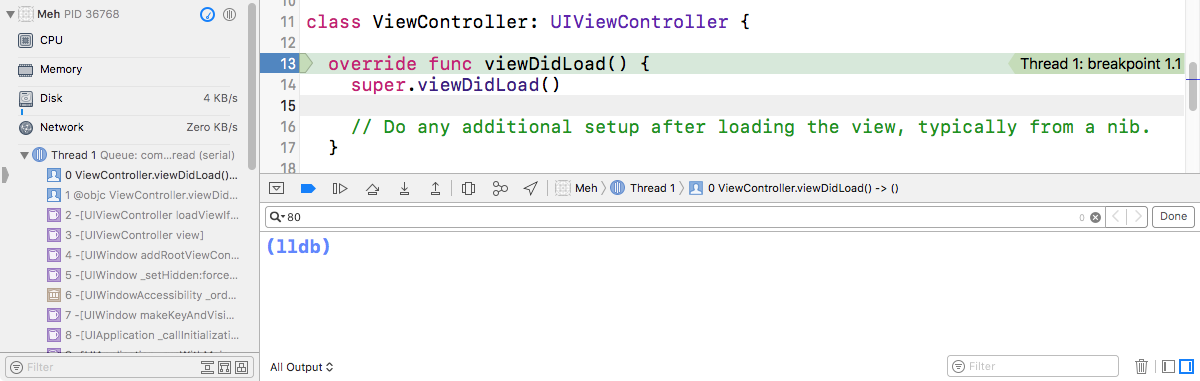 Meh PID 36768
CPU
Memory
Disk 4 KB/s
Network Zero KB/s
Thread 1 Queue: com...read (serial)
0 ViewController.viewDidLoad()...
1 @objc ViewController.viewDid...
2 -[UIViewController loadViewIf...
3 -[UIViewController view]
4 -[UIWindow addRootViewCon...
5 -[UIWindow _setHidden:force...
6 -[UIWindowAccessibility _ord...
7 -[UIWindow makeKeyAndVisi...
8 -[UIApplication _callInitializati...
Filter
11 class ViewController: UIViewController {
12
13 override func viewDidLoad() { Thread 1: breakpoint 1.1
14 super.viewDidLoad()
15
16 // Do any additional setup after loading the view, typically from a nib.
17 }
18
Meh Thread 1 0 ViewController.viewDidLoad() -> ()
80 0 Done
(lldb)
All Output Filter